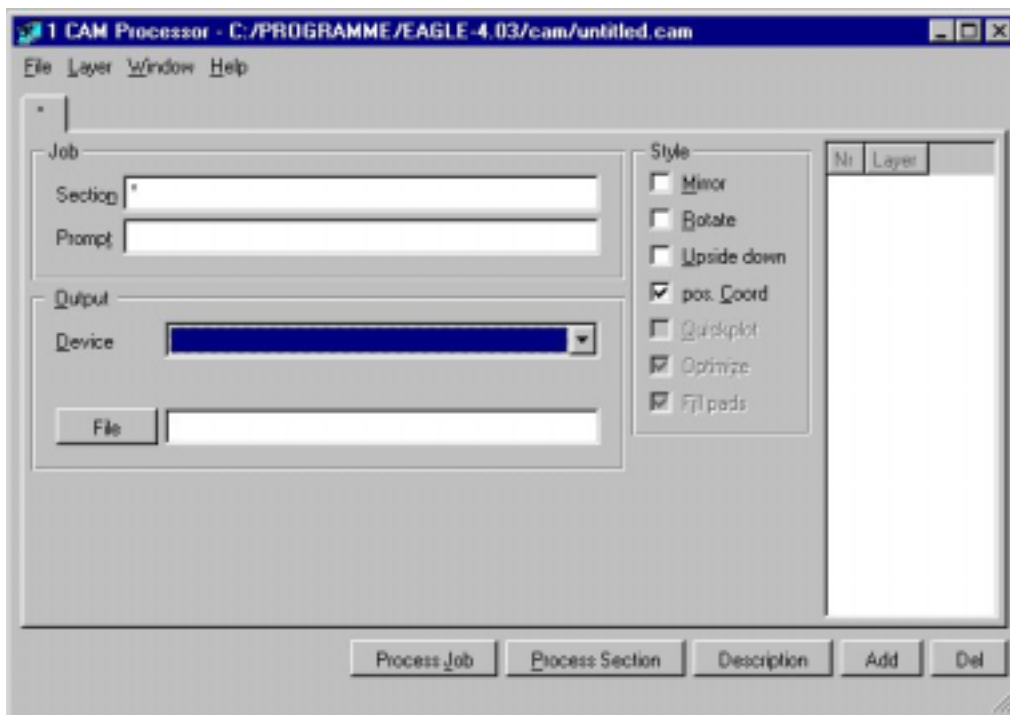 1 CAM Processor - C:/PROGRAMME/EAGLE-4.03/cam/untitled.cam
File Layer Window Help
*
Job
Section *
Prompt
Output
Device
File
Style
Mirror
Rotate
Upside down
pos. Coord
Quickplot
Optimize
Fill pads
Nr Layer
Process Job Process Section Description Add Del